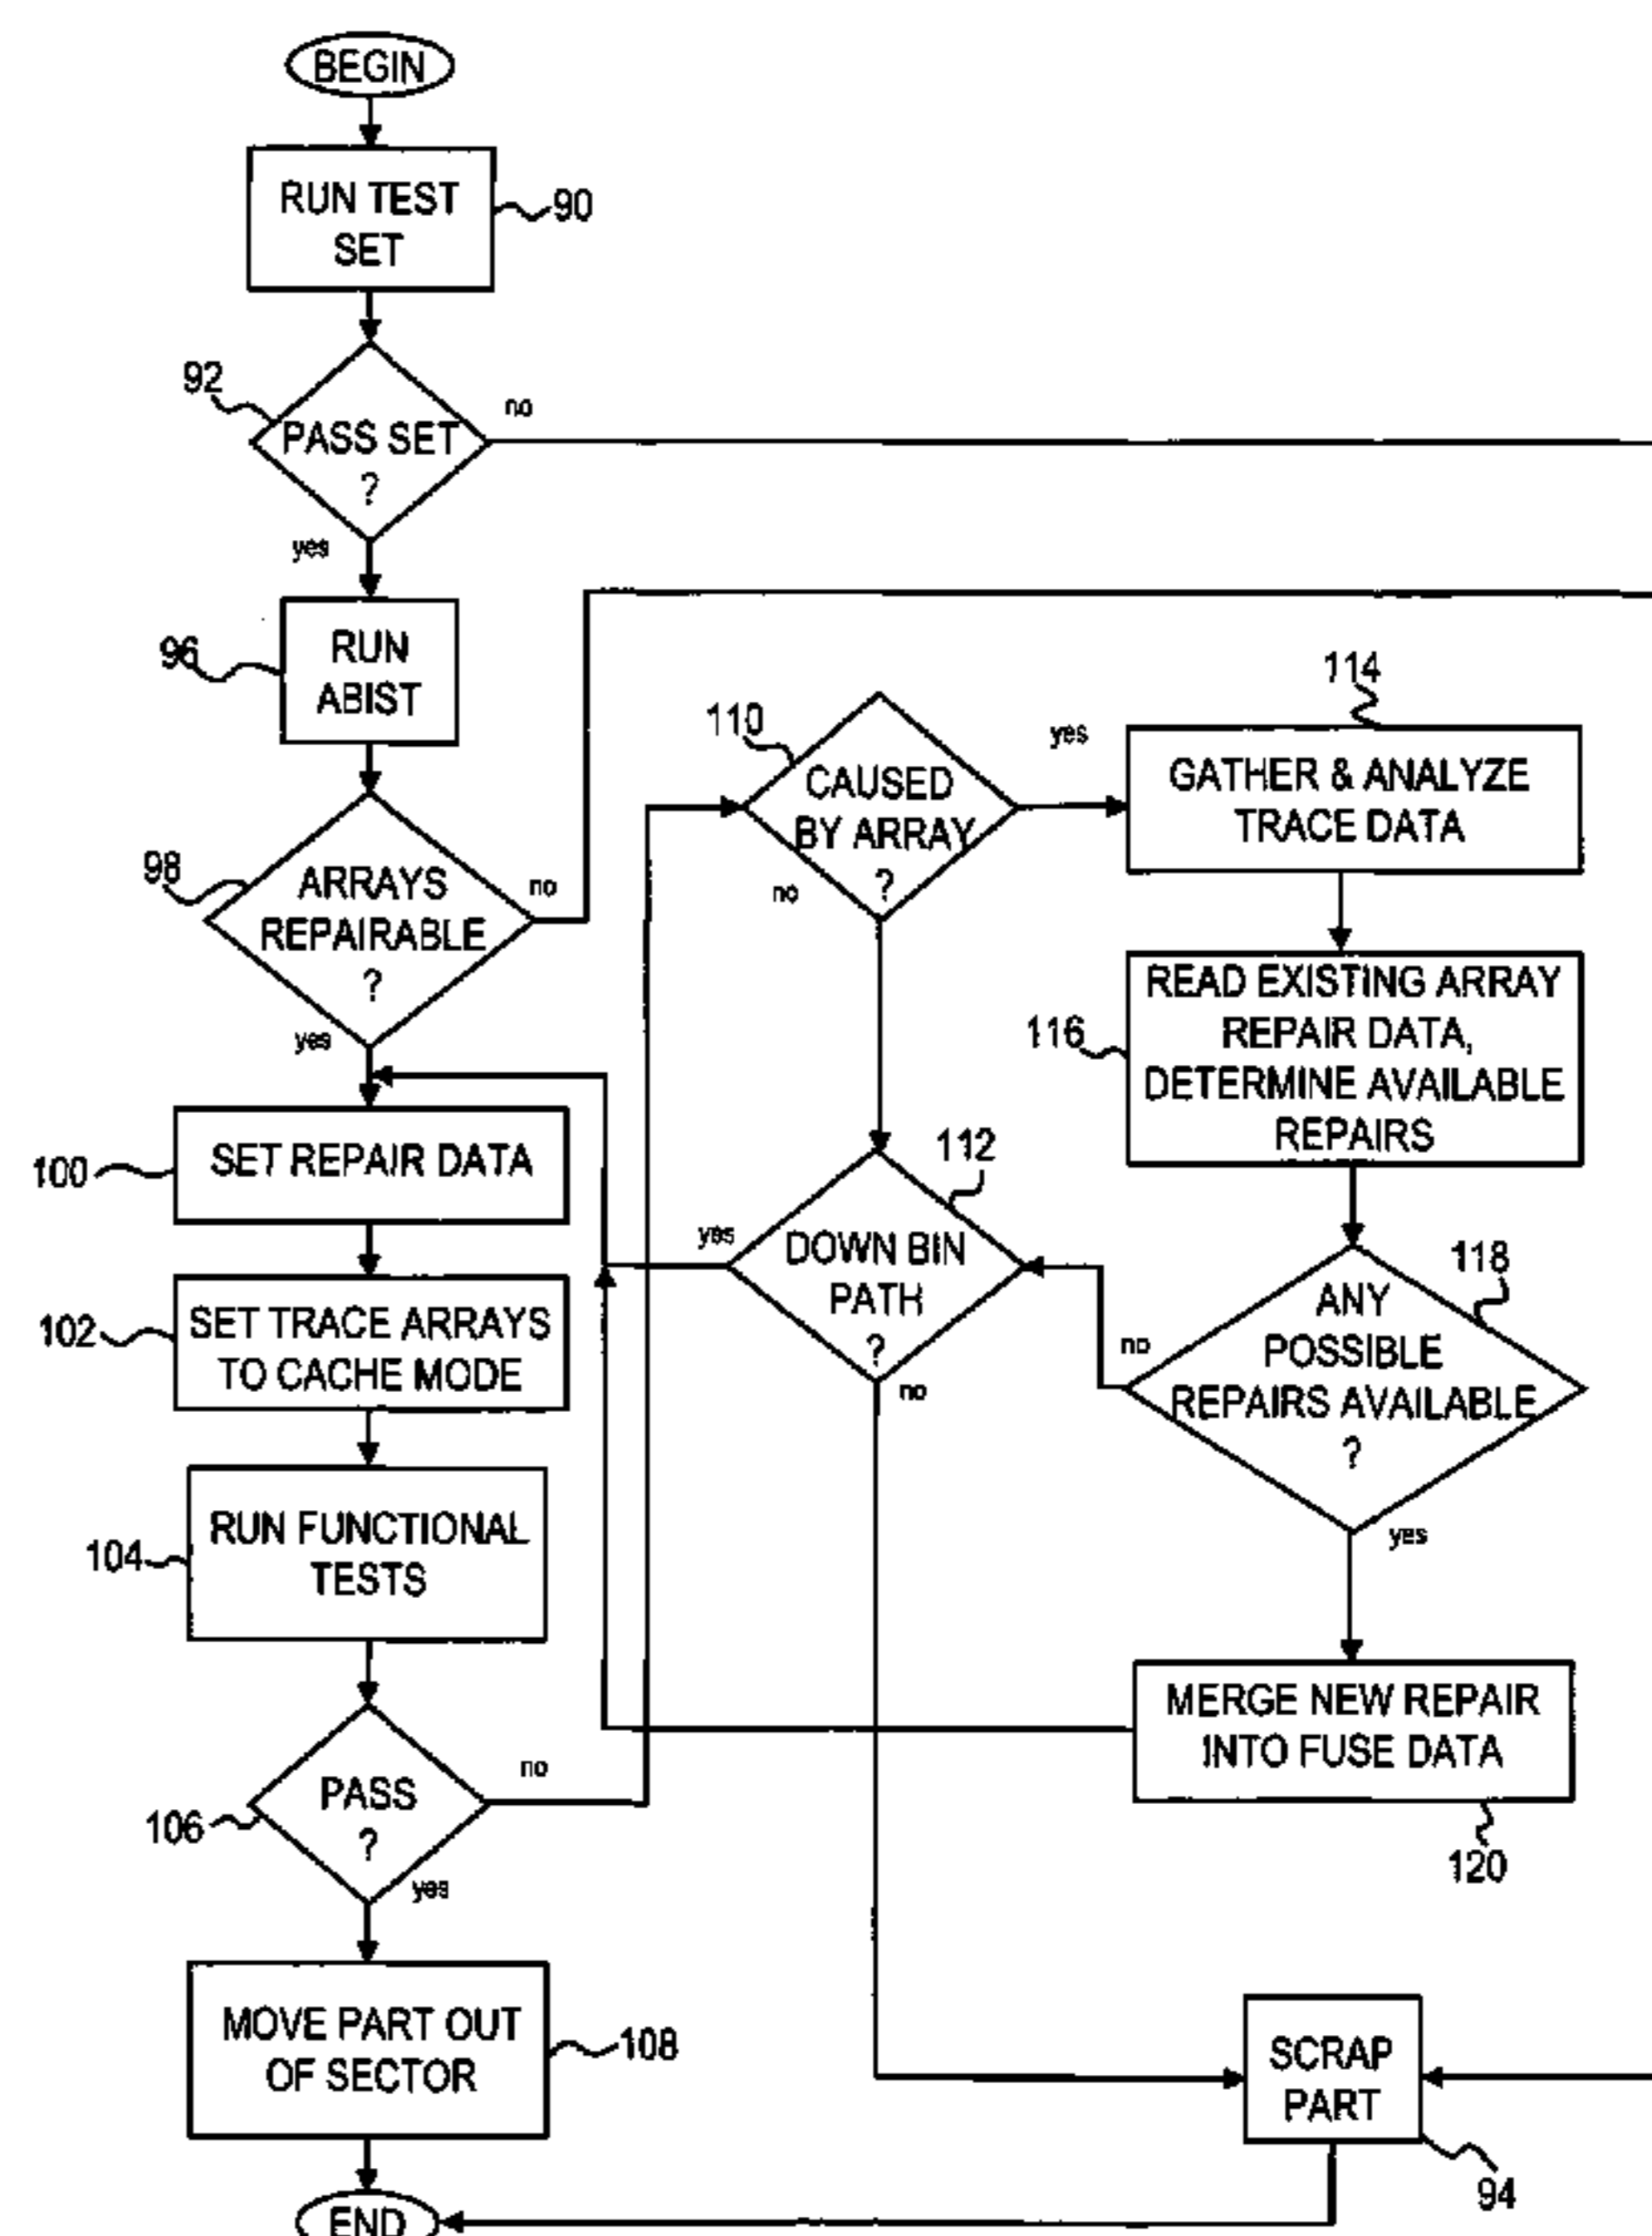 BEGIN
RUN TEST
SET
90
92
PASS SET
?
no
yes
96
RUN
ABIST
98
ARRAYS
REPAIRABLE
?
no
yes
100
SET REPAIR DATA
102
SET TRACE ARRAYS
TO CACHE MODE
104
RUN FUNCTIONAL
TESTS
106
PASS
?
no
yes
MOVE PART OUT
OF SECTOR
108
END
110
CAUSED
BY ARRAY
?
yes
no
112
DOWN BIN
PATH
?
yes
no
114
GATHER & ANALYZE
TRACE DATA
116
READ EXISTING ARRAY
REPAIR DATA,
DETERMINE AVAILABLE
REPAIRS
118
ANY
POSSIBLE
REPAIRS AVAILABLE
?
no
yes
MERGE NEW REPAIR
INTO FUSE DATA
120
SCRAP
PART
94